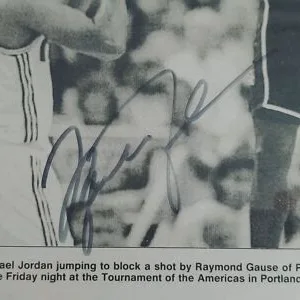 ael Jordan jumping to block a shot by Raymond Gause of P
e Friday night at the Tournament of the Americas in Portland